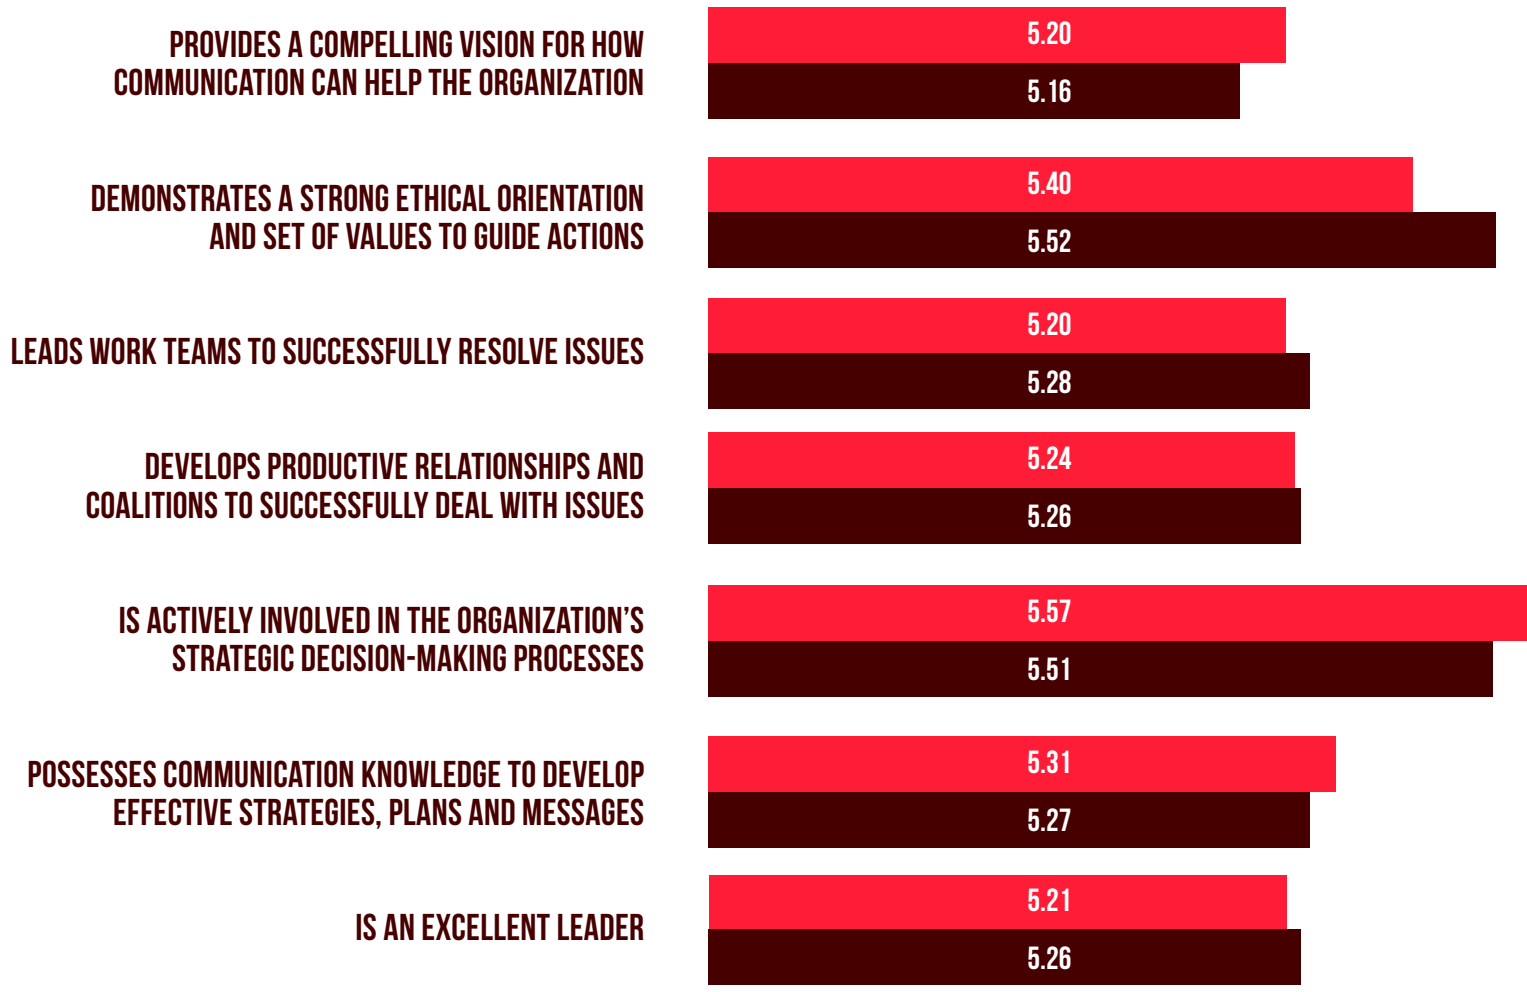 PROVIDES A COMPELLING VISION FOR HOW
COMMUNICATION CAN HELP THE ORGANIZATION
5.20
5.16
DEMONSTRATES A STRONG ETHICAL ORIENTATION
AND SET OF VALUES TO GUIDE ACTIONS
5.40
5.52
LEADS WORK TEAMS TO SUCCESSFULLY RESOLVE ISSUES
5.20
5.28
DEVELOPS PRODUCTIVE RELATIONSHIPS AND
COALITIONS TO SUCCESSFULLY DEAL WITH ISSUES
5.24
5.26
IS ACTIVELY INVOLVED IN THE ORGANIZATION’S
STRATEGIC DECISION-MAKING PROCESSES
5.57
5.51
POSSESSES COMMUNICATION KNOWLEDGE TO DEVELOP
EFFECTIVE STRATEGIES, PLANS AND MESSAGES
5.31
5.27
IS AN EXCELLENT LEADER
5.21
5.26